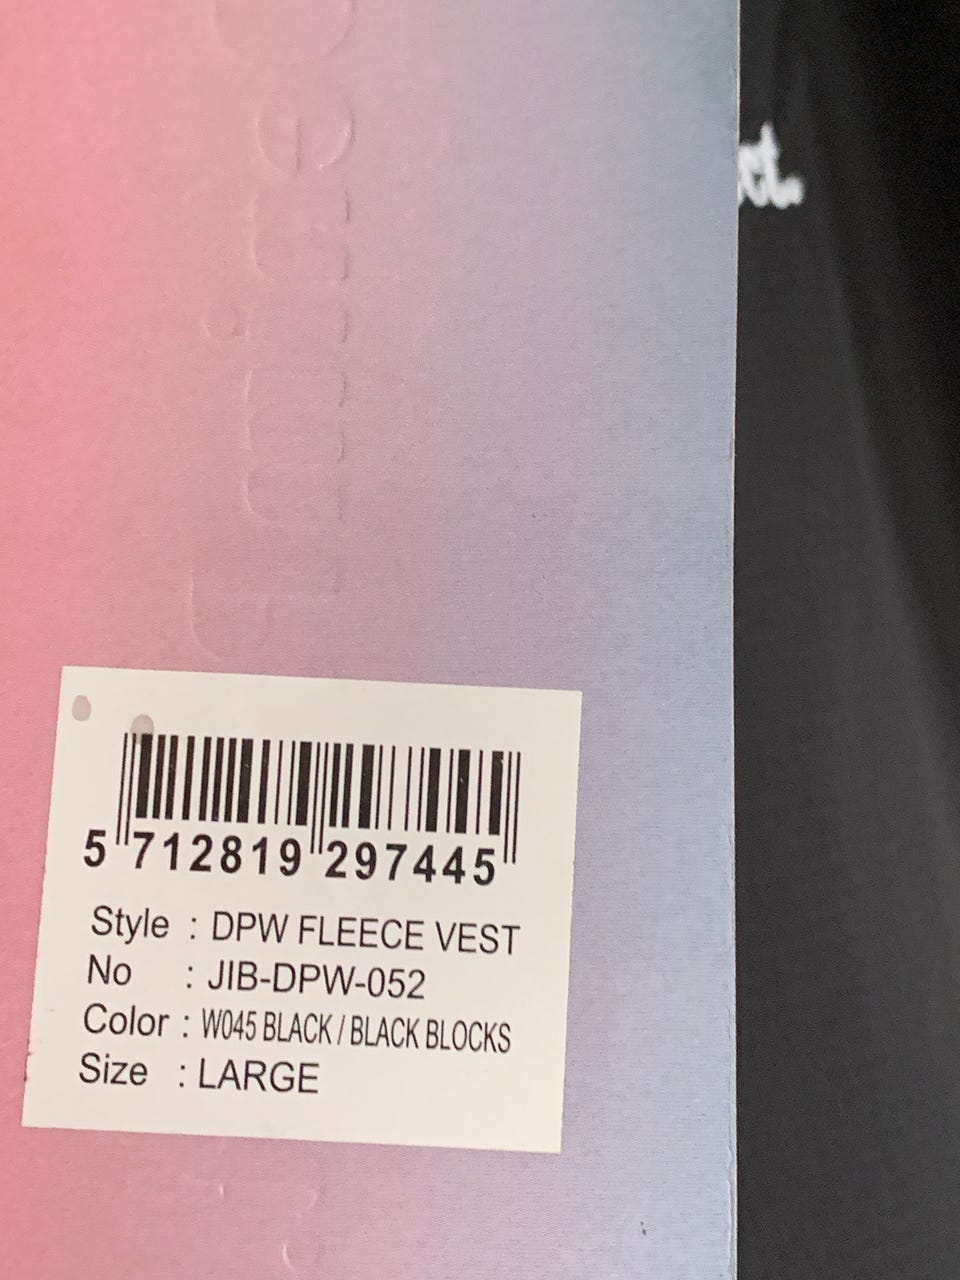 5 712819 297445
Style : DPW FLEECE VEST
No : JIB-DPW-052
Color : W045 BLACK / BLACK BLOCKS
Size : LARGE